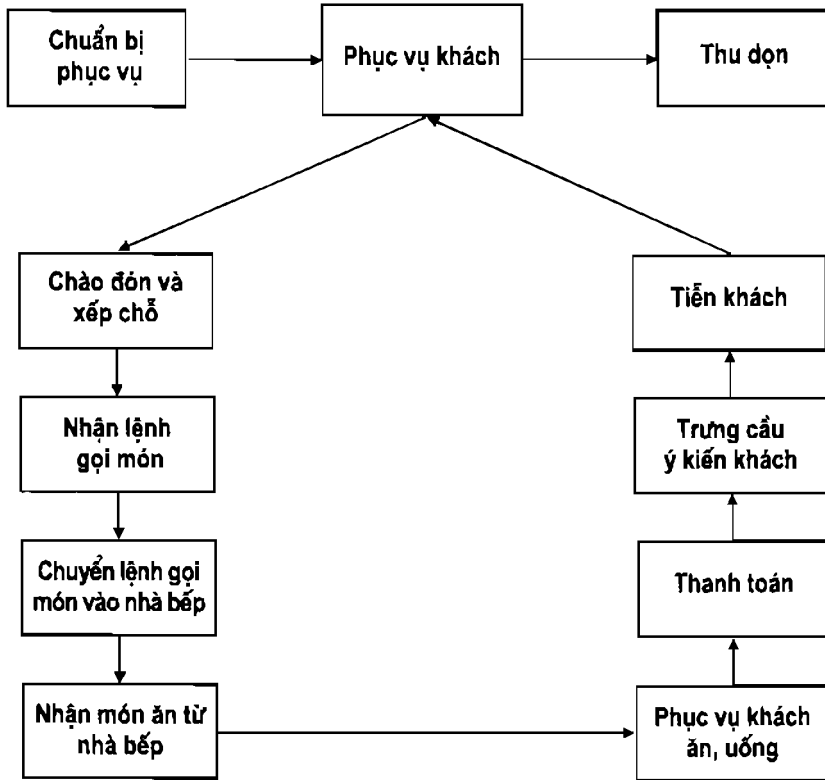 Chuẩn bị
phục vụ
Phục vụ khách
Thu dọn
Chào đón và
xếp chỗ
Nhận lệnh
gọi món
Chuyển lệnh gọi
món vào nhà bếp
Nhận món ăn từ
nhà bếp
Phục vụ khách
ăn, uống
Thanh toán
Trưng cầu
ý kiến khách
Tiễn khách